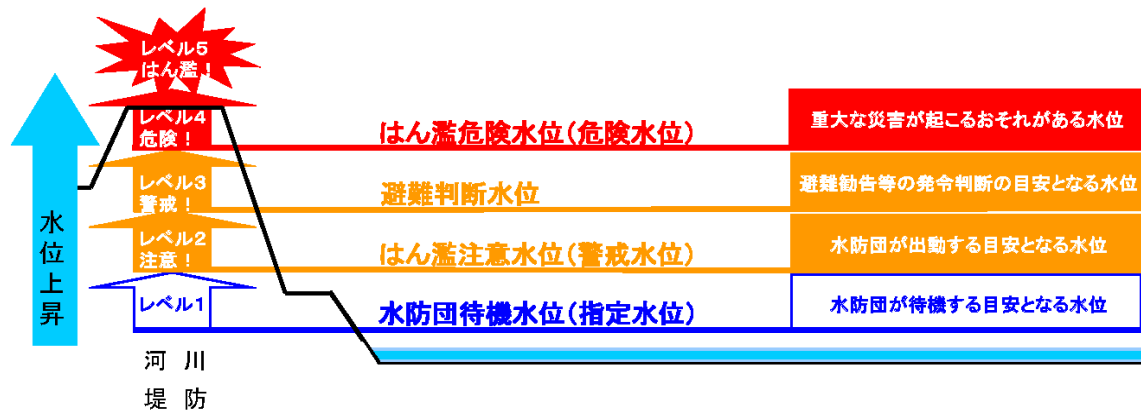 レベル5
はん濫！
レベル4
危険！
はん濫危険水位(危険水位)
重大な災害が起こるおそれがある水位
レベル3
警戒！
避難判断水位
避難勧告等の発令判断の目安となる水位
レベル2
注意！
はん濫注意水位(警戒水位)
水防団が出動する目安となる水位
レベル1
水防団待機水位(指定水位)
水防団が待機する目安となる水位
水位上昇
河川
堤防